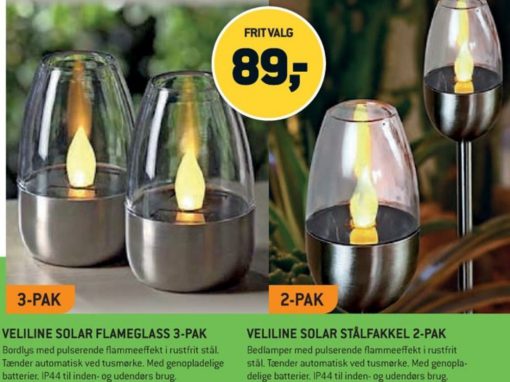 FRIT VALG
89,-
3-PAK
2-PAK
VELILINE SOLAR FLAMEGLASS 3-PAK
Bordlys med pulserende flammeeffekt i rustfrit stål.
Tænder automatisk ved tusmørke. Med genopladelige
batterier. IP44 til inden- og udendørs brug.
VELILINE SOLAR STÅLFAKKEL 2-PAK
Bedlamper med pulserende flammeeffekt i rustfrit
stål. Tænder automatisk ved tusmørke. Med genopla-
delige batterier. IP44 til inden- og udendørs brug.